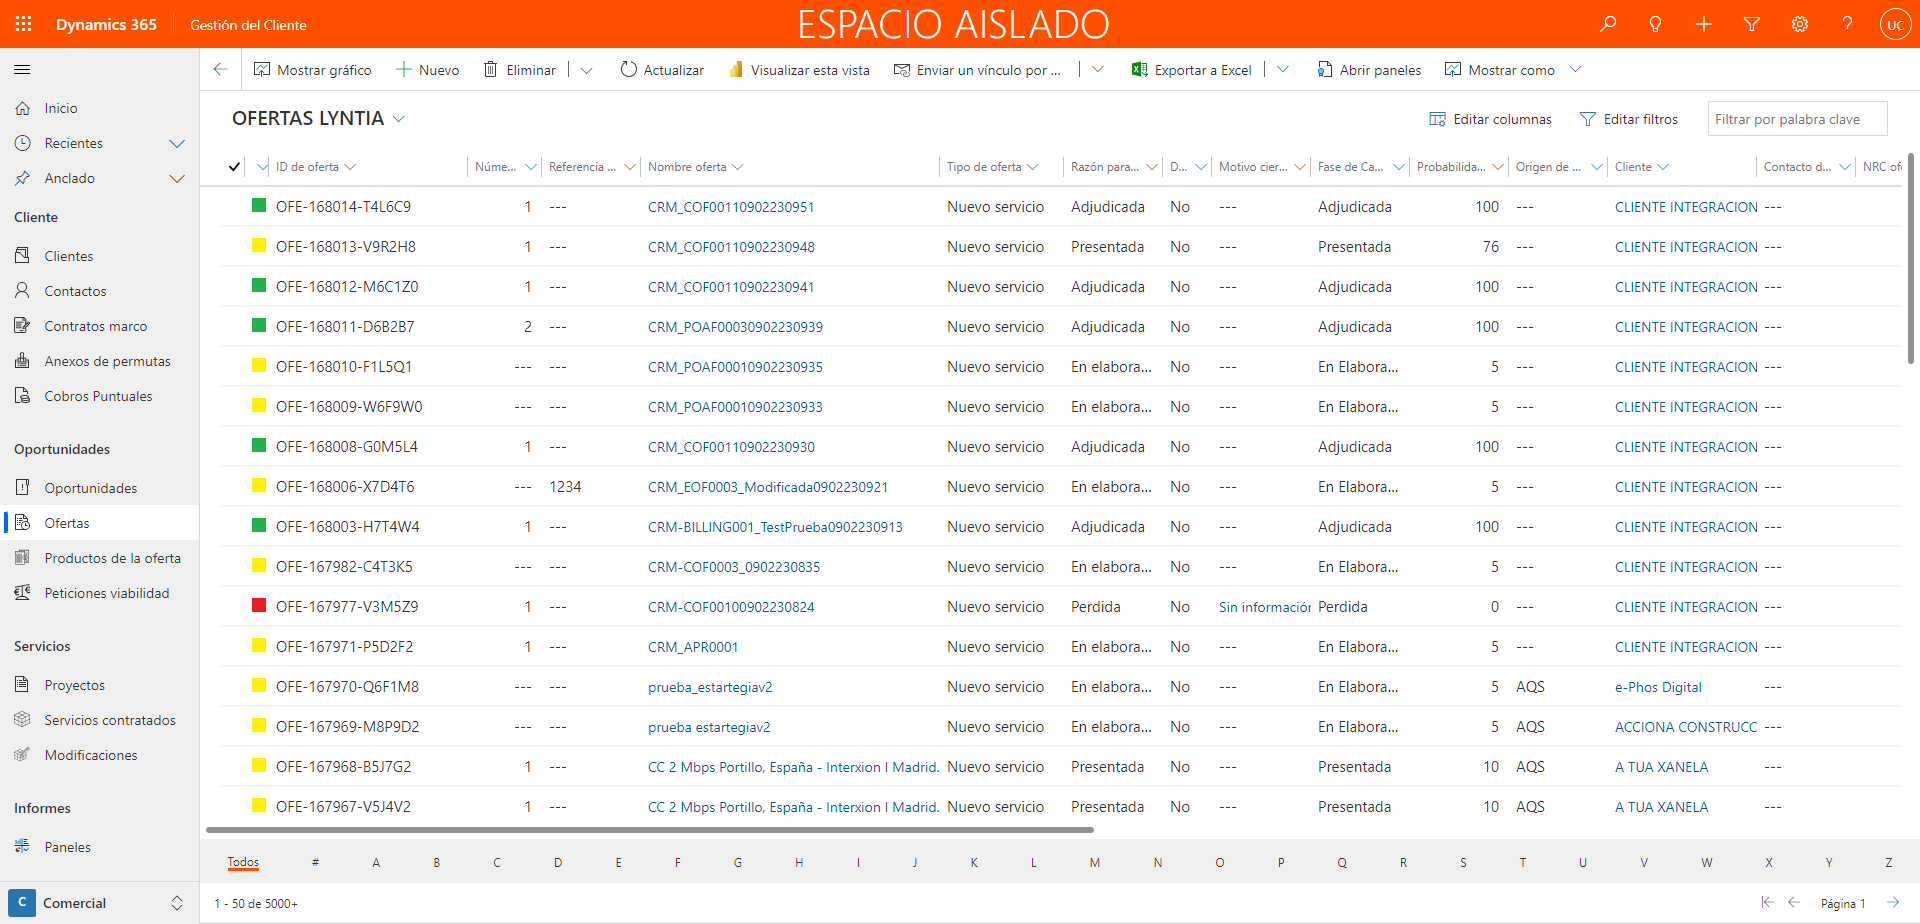 Dynamics 365 Gestión del Cliente ESPACIO AISLADO ? UC
Mostrar gráfico Nuevo Eliminar Actualizar Visualizar esta vista Enviar un vínculo por ... Exportar a Excel Abrir paneles Mostrar como
Inicio
Recientes
Anclado
Cliente
Clientes
Contactos
Contratos marco
Anexos de permutas
Cobros Puntuales
Oportunidades
Oportunidades
Ofertas
Productos de la oferta
Peticiones viabilidad
Servicios
Proyectos
Servicios contratados
Modificaciones
Informes
Paneles
C Comercial
OFERTAS LYNTIA Editar columnas Editar filtros Filtrar por palabra clave
ID de oferta Núme... Referencia ... Nombre oferta Tipo de oferta Razón para... D... Motivo cier... Fase de Ca... Probabilida... Origen de ... Cliente Contacto d... NRC ofe
OFE-168014-T4L6C9 1 --- CRM_COF00110902230951 Nuevo servicio Adjudicada No --- Adjudicada 100 --- CLIENTE INTEGRACION ---
OFE-168013-V9R2H8 1 --- CRM_COF00110902230948 Nuevo servicio Presentada No --- Presentada 76 --- CLIENTE INTEGRACION ---
OFE-168012-M6C1Z0 1 --- CRM_COF00110902230941 Nuevo servicio Adjudicada No --- Adjudicada 100 --- CLIENTE INTEGRACION ---
OFE-168011-D6B2B7 2 --- CRM_POAF00030902230939 Nuevo servicio Adjudicada No --- Adjudicada 100 --- CLIENTE INTEGRACION ---
OFE-168010-F1L5Q1 --- --- CRM_POAF00010902230935 Nuevo servicio En elabora... No --- En Elabora... 5 --- CLIENTE INTEGRACION ---
OFE-168009-W6F9W0 --- --- CRM_POAF00010902230933 Nuevo servicio En elabora... No --- En Elabora... 5 --- CLIENTE INTEGRACION ---
OFE-168008-G0M5L4 1 --- CRM_COF00110902230930 Nuevo servicio Adjudicada No --- Adjudicada 100 --- CLIENTE INTEGRACION ---
OFE-168006-X7D4T6 --- 1234 CRM_EOF0003_Modificada0902230921 Nuevo servicio En elabora... No --- En Elabora... 5 --- CLIENTE INTEGRACION ---
OFE-168003-H7T4W4 1 --- CRM-BILLING001_TestPrueba0902230913 Nuevo servicio Adjudicada No --- Adjudicada 100 --- CLIENTE INTEGRACION ---
OFE-167982-C4T3K5 --- --- CRM-COF0003_0902230835 Nuevo servicio En elabora... No --- En Elabora... 5 --- CLIENTE INTEGRACION ---
OFE-167977-V3M5Z9 1 --- CRM-COF00100902230824 Nuevo servicio Perdida No Sin información Perdida 0 --- CLIENTE INTEGRACION ---
OFE-167971-P5D2F2 1 --- CRM_APR0001 Nuevo servicio En elabora... No --- En Elabora... 5 --- CLIENTE INTEGRACION ---
OFE-167970-Q6F1M8 --- --- prueba_estartegiav2 Nuevo servicio En elabora... No --- En Elabora... 5 AQS e-Phos Digital ---
OFE-167969-M8P9D2 --- --- prueba estartegiav2 Nuevo servicio En elabora... No --- En Elabora... 5 AQS ACCIONA CONSTRUCC ---
OFE-167968-B5J7G2 1 --- CC 2 Mbps Portillo, España - Interxion I Madrid. Nuevo servicio Presentada No --- Presentada 10 AQS A TUA XANELA ---
OFE-167967-V5J4V2 1 --- CC 2 Mbps Portillo, España - Interxion I Madrid. Nuevo servicio Presentada No --- Presentada 10 AQS A TUA XANELA ---
Todos # A B C D E F G H I J K L M N O P Q R S T U V W X Y Z
1 - 50 de 5000+ Página 1